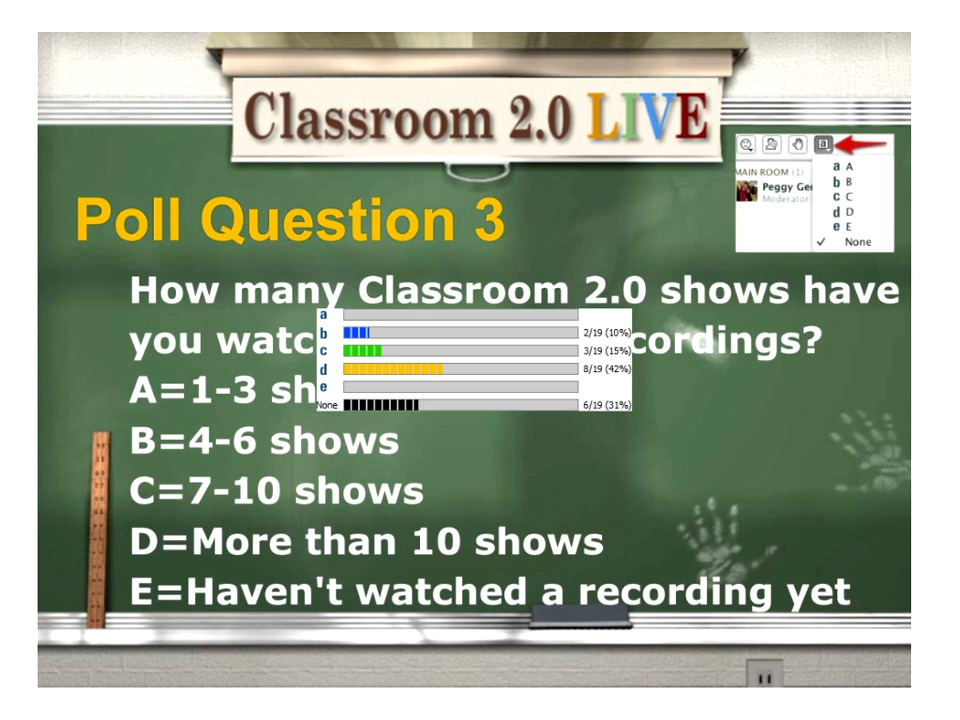 Classroom 2.0 LIVE
MAIN ROOM (1)
Peggy Ge
Moderator
a
a A
b B
c C
d D
e E
✓ None
Poll Question 3
How many Classroom 2.0 shows have
you watc cordings?
A=1-3 sh
B=4-6 shows
C=7-10 shows
D=More than 10 shows
E=Haven't watched a recording yet
a
b 2/19 (10%)
c 3/19 (15%)
d 8/19 (42%)
e
None 6/19 (31%)